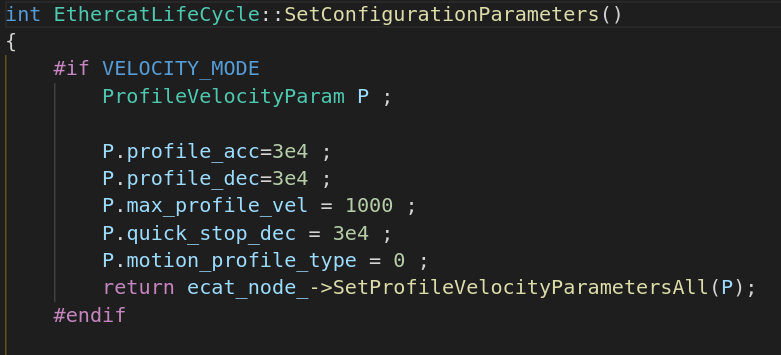 int EthercatLifeCycle::SetConfigurationParameters()
{
#if VELOCITY_MODE
ProfileVelocityParam P ;
P.profile_acc=3e4 ;
P.profile_dec=3e4 ;
P.max_profile_vel = 1000 ;
P.quick_stop_dec = 3e4 ;
P.motion_profile_type = 0 ;
return ecat_node_->SetProfileVelocityParametersAll(P);
#endif